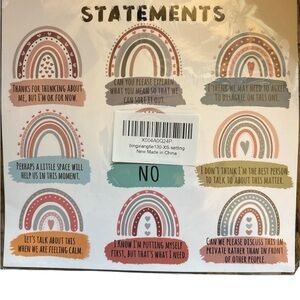 STATEMENTS
THANKS FOR THINKING ABOUT
ME, BUT I'M OK FOR NOW.
CAN YOU PLEASE EXPLAIN
WHAT YOU MEAN SO THAT WE
CAN SORT IT OUT.
I THINK WE MAY NEED TO AGREE
TO DISAGREE ON THIS ONE.
New Made in China
PERHAPS A LITTLE SPACE WILL
HELP US IN THIS MOMENT.
NO
I DON'T THINK I'M THE BEST PERSON
TO TALK TO ABOUT THIS MATTER.
LET'S TALK ABOUT THIS
WHEN WE ARE FEELING CALM.
I KNOW I'M PUTTING MYSELF
FIRST, BUT THAT'S WHAT I NEED
CAN WE PLEASE DISCUSS THIS IN
PRIVATE RATHER THAN IN FRONT
OF OTHER PEOPLE.